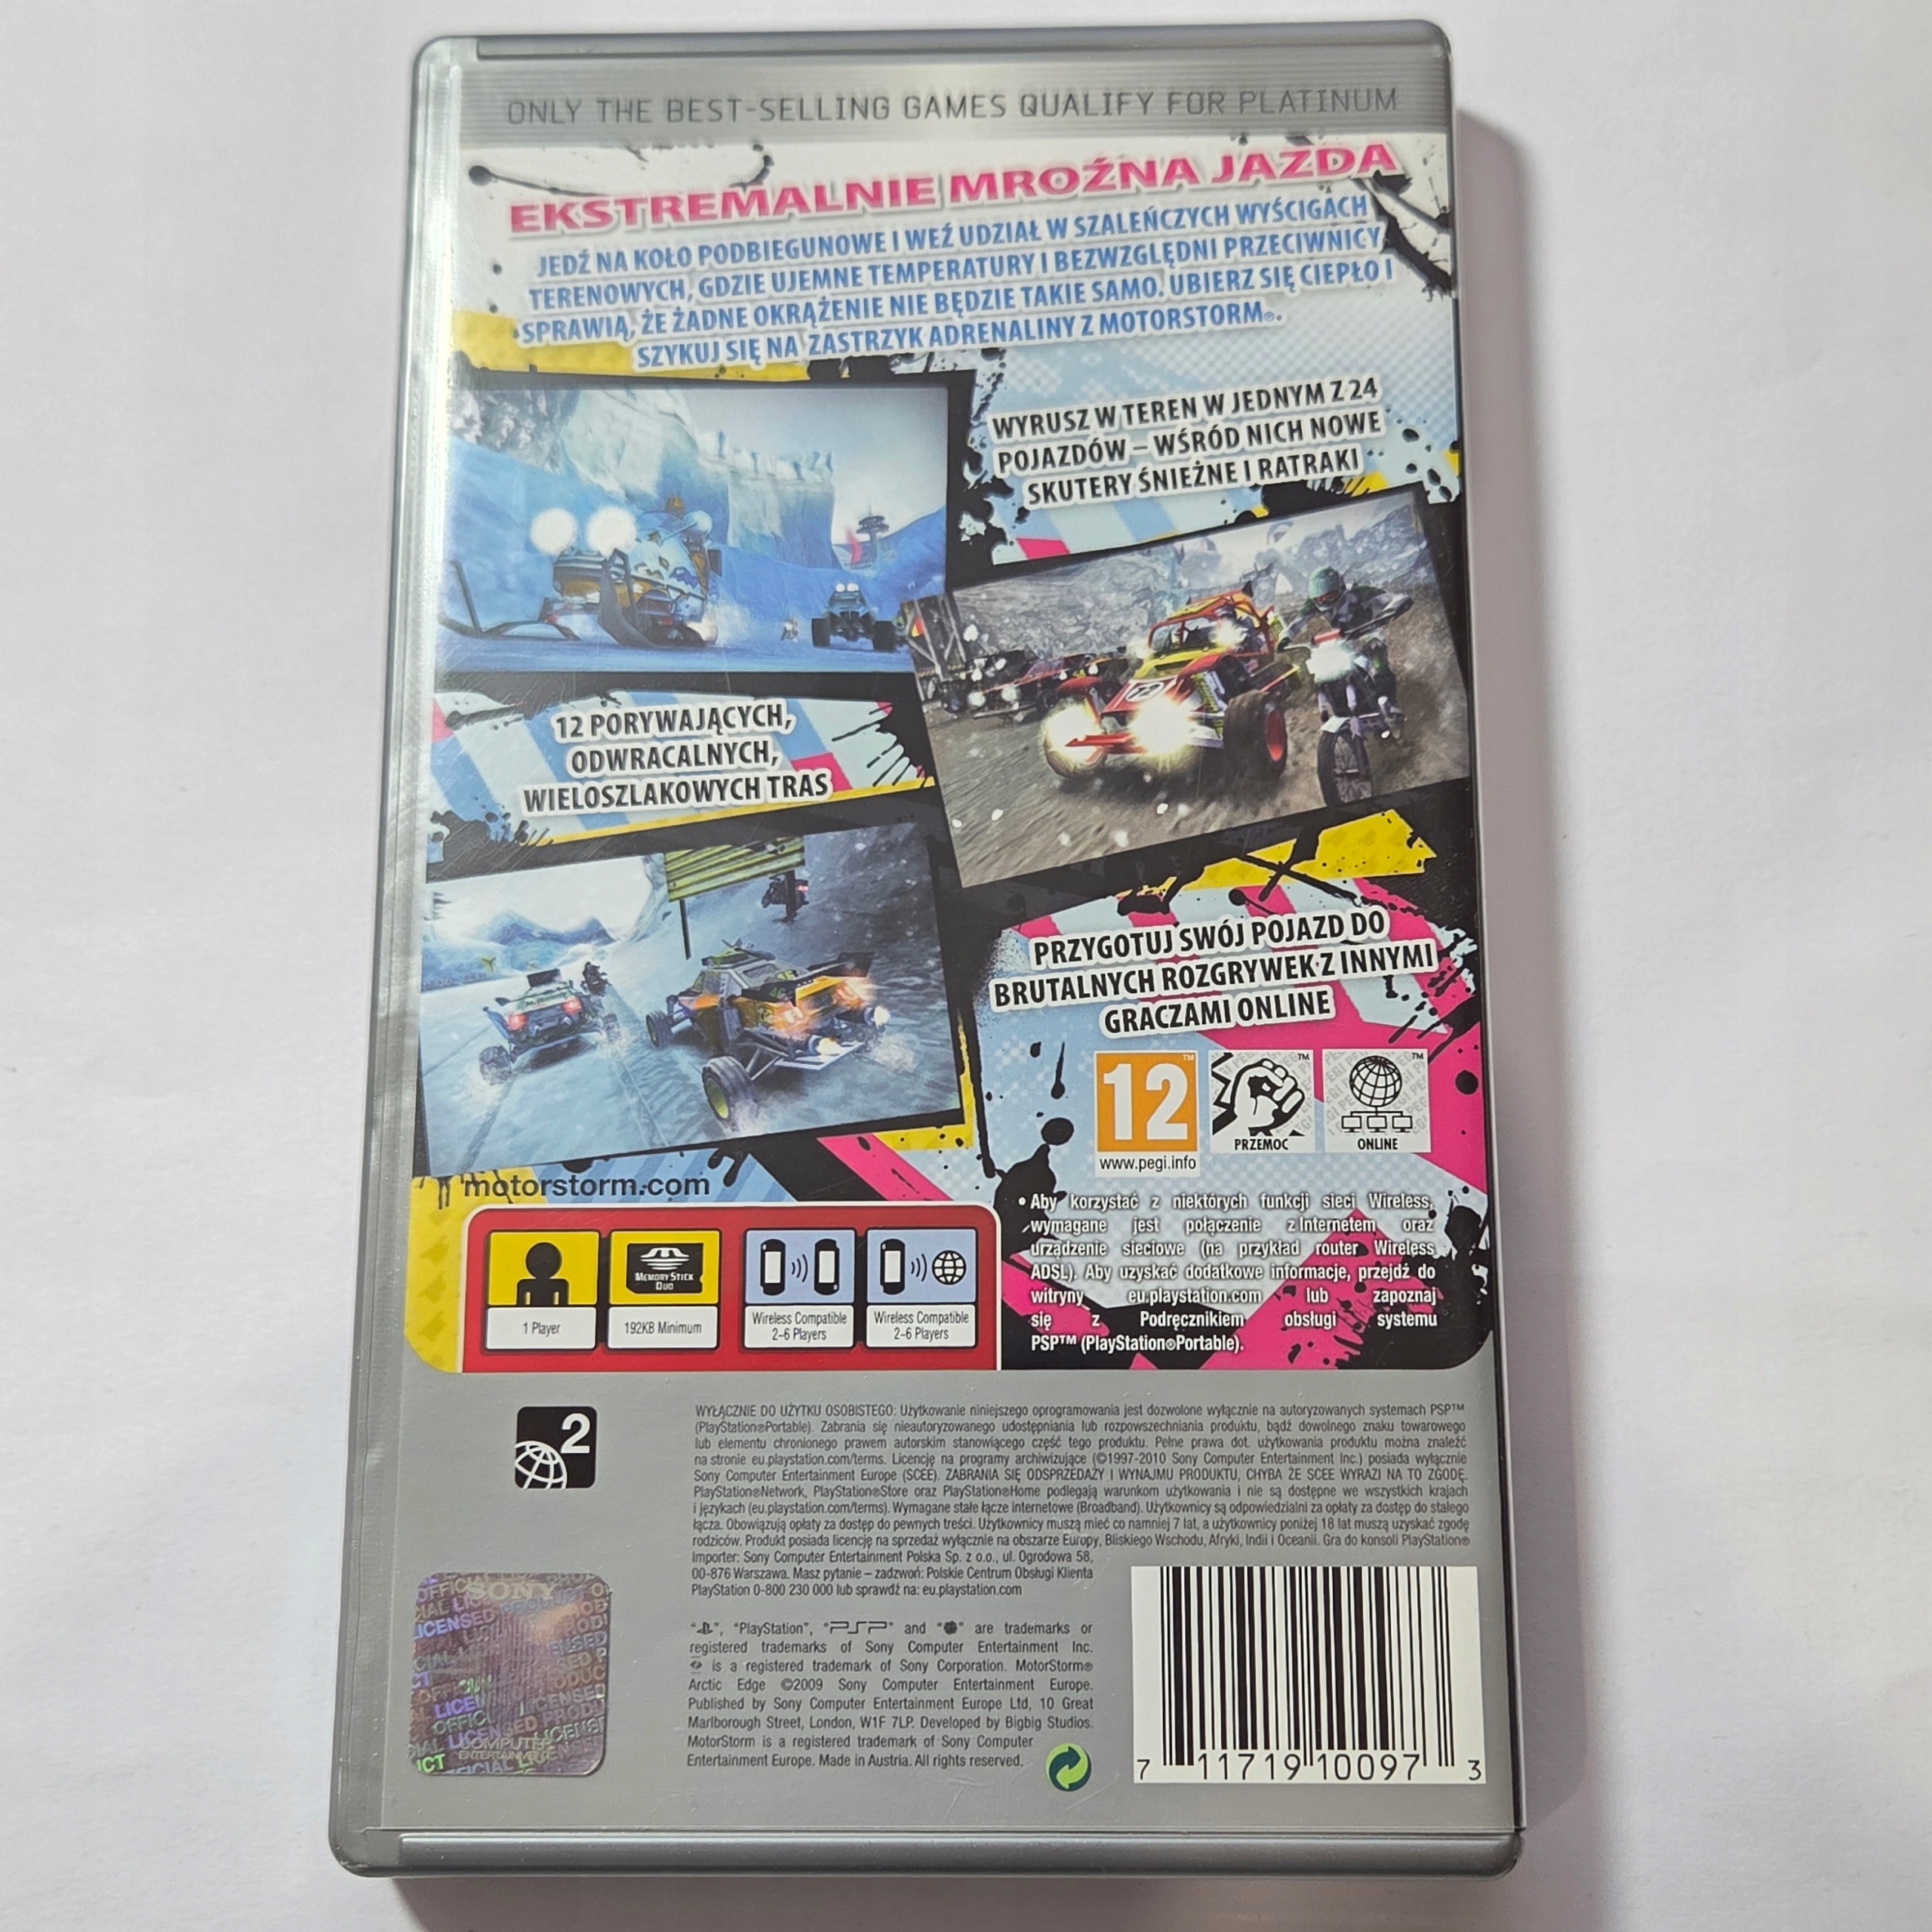 ONLY THE BEST-SELLING GAMES QUALIFY FOR PLATINUM
EKSTREMALNIE MROŹNA JAZDA
JEDŹ NA KOŁO PODBIEGUNOWE I WEŹ UDZIAŁ W SZALEŃCZYCH WYŚCIGACH
TERENOWYCH, GDZIE UJEMNE TEMPERATURY I BEZWZGLĘDNI PRZECIWNICY
SPRAWIĄ, ŻE ŻADNE OKRĄŻENIE NIE BĘDZIE TAKIE SAMO. UBIERZ SIĘ CIEPŁO I
SZYKUJ SIĘ NA ZASTRZYK ADRENALINY Z MOTORSTORM®.
WYRUSZ W TEREN W JEDNYM Z 24
POJAZDÓW – WŚRÓD NICH NOWE
SKUTERY ŚNIEŻNE I RATRAKI
12 PORYWAJĄCYCH,
ODWRACALNYCH,
WIELOSZLAKOWYCH TRAS
PRZYGOTUJ SWÓJ POJAZD DO
BRUTALNYCH ROZGRYWEK Z INNYMI
GRACZAMI ONLINE
12
www.pegi.info
PRZEMOC
ONLINE
motorstorm.com
• Aby korzystać z niektórych funkcji sieci Wireless,
wymagane jest połączenie z Internetem oraz
urządzenie sieciowe (na przykład router Wireless
ADSL). Aby uzyskać dodatkowe informacje, przejdź do
witryny eu.playstation.com lub zapoznaj
się z Podręcznikiem obsługi systemu
PSP™ (PlayStation®Portable).
MEMORY STICK
DUO
1 Player
192KB Minimum
Wireless Compatible
2-6 Players
Wireless Compatible
2-6 Players
2
WYŁĄCZNIE DO UŻYTKU OSOBISTEGO: Użytkowanie niniejszego oprogramowania jest dozwolone wyłącznie na autoryzowanych systemach PSP™
(PlayStation®Portable). Zabrania się nieautoryzowanego udostępniania lub rozpowszechniania produktu, bądź dowolnego znaku towarowego
lub elementu chronionego prawem autorskim stanowiącego część tego produktu. Pełne prawa dot. użytkowania produktu można znaleźć
na stronie eu.playstation.com/terms. Licencję na programy archiwizujące (©1997-2010 Sony Computer Entertainment Inc.) posiada wyłącznie
Sony Computer Entertainment Europe (SCEE). ZABRANIA SIĘ ODSPRZEDAŻY I WYNAJMU PRODUKTU, CHYBA ŻE SCEE WYRAZI NA TO ZGODĘ.
PlayStation®Network, PlayStation®Store oraz PlayStation®Home podlegają warunkom użytkowania i nie są dostępne we wszystkich krajach
i językach (eu.playstation.com/terms). Wymagane stałe łącze internetowe (Broadband). Użytkownicy są odpowiedzialni za opłaty za dostęp do stałego
łącza. Obowiązują opłaty za dostęp do pewnych treści. Użytkownicy muszą mieć co namniej 7 lat, a użytkownicy poniżej 18 lat muszą uzyskać zgodę
rodziców. Produkt posiada licencję na sprzedaż wyłącznie na obszarze Europy, Bliskiego Wschodu, Afryki, Indii i Oceanii. Gra do konsoli PlayStation®
Importer: Sony Computer Entertainment Polska Sp. z o.o., ul. Ogrodowa 58,
00-876 Warszawa. Masz pytanie – zadzwoń: Polskie Centrum Obsługi Klienta
PlayStation 0-800 230 000 lub sprawdź na: eu.playstation.com
" ", "PlayStation", "PSP" and " " are trademarks or
registered trademarks of Sony Computer Entertainment Inc.
is a registered trademark of Sony Corporation. MotorStorm®
Arctic Edge ©2009 Sony Computer Entertainment Europe.
Published by Sony Computer Entertainment Europe Ltd, 10 Great
Marlborough Street, London, W1F 7LP. Developed by Bigbig Studios.
MotorStorm is a registered trademark of Sony Computer
Entertainment Europe. Made in Austria. All rights reserved.
SONY
COMPUTER
ENTERTAINMENT
7 11719 10097 3